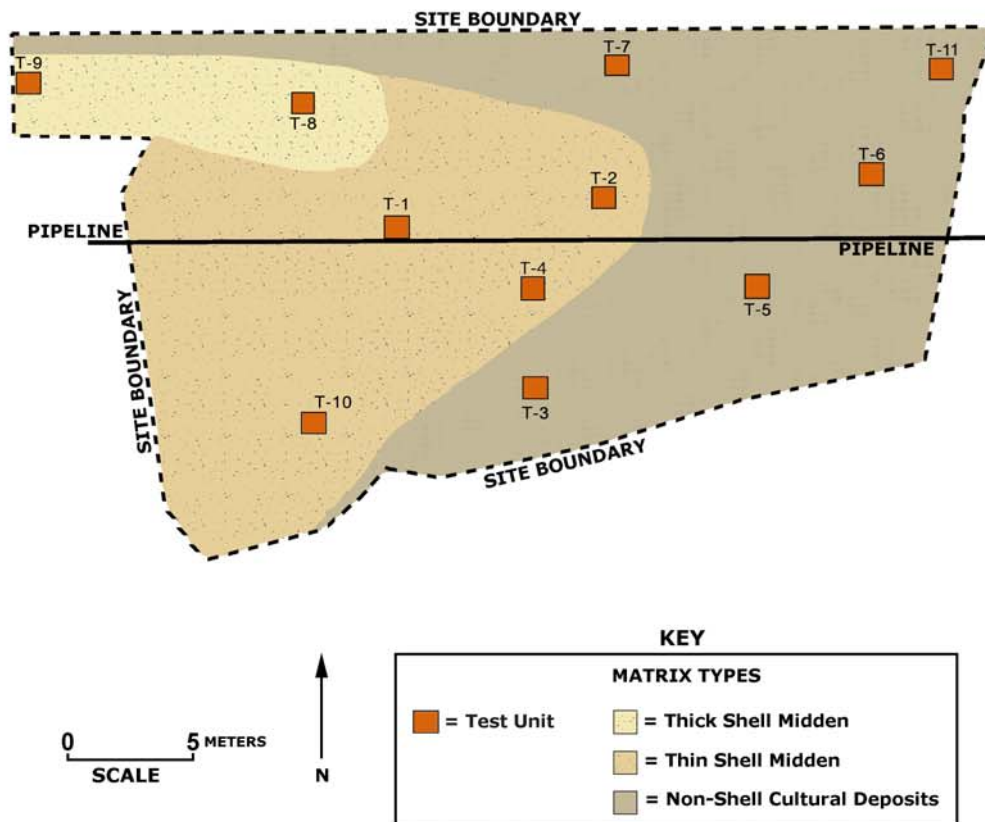 SITE BOUNDARY
T-7
T-11
T-9
T-8
T-6
T-2
T-1
PIPELINE
PIPELINE
T-4
T-5
SITE BOUNDARY
T-10
T-3
SITE BOUNDARY
KEY
MATRIX TYPES
= Test Unit
= Thick Shell Midden
= Thin Shell Midden
= Non-Shell Cultural Deposits
0 5 METERS
SCALE
N